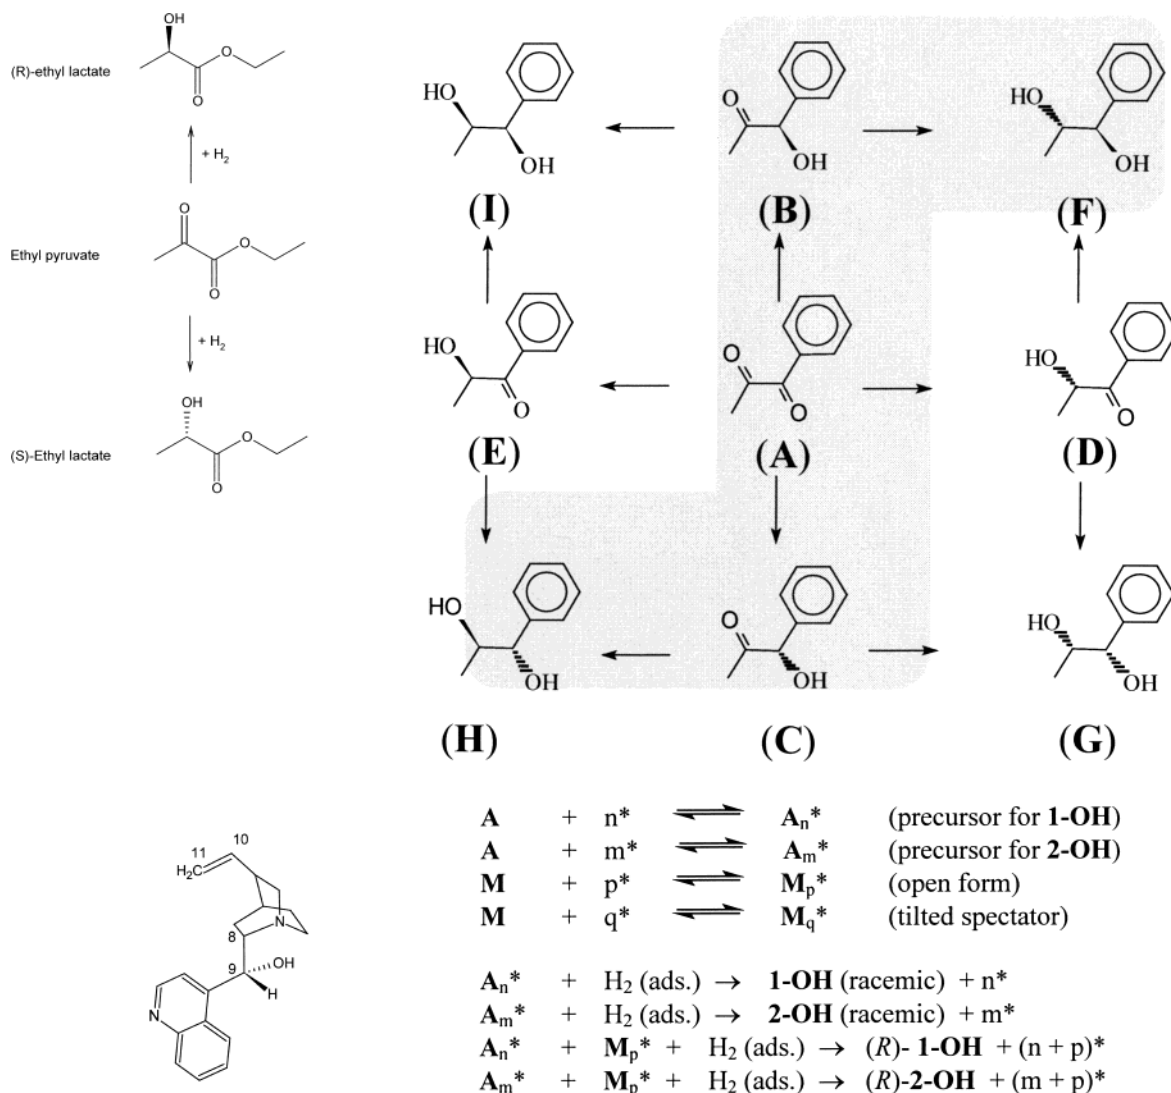 OH
O
O
(R)-ethyl lactate
+ H₂
O
O
O
Ethyl pyruvate
+ H₂
OH
O
O
(S)-Ethyl lactate
HO
OH
(I)
O
OH
(B)
HO
OH
(F)
HO
O
(E)
O
O
(A)
HO
O
(D)
HO
OH
(H)
O
OH
(C)
HO
OH
(G)
10
11
H₂C
N
8
9
OH
H
N
A + n* ⇌ Aₙ* (precursor for 1-OH)
A + m* ⇌ Aₘ* (precursor for 2-OH)
M + p* ⇌ Mₚ* (open form)
M + q* ⇌ M_q* (tilted spectator)
Aₙ* + H₂ (ads.) → 1-OH (racemic) + n*
Aₘ* + H₂ (ads.) → 2-OH (racemic) + m*
Aₙ* + Mₚ* + H₂ (ads.) → (R)- 1-OH + (n + p)*
Aₘ* + Mₚ* + H₂ (ads.) → (R)-2-OH + (m + p)*